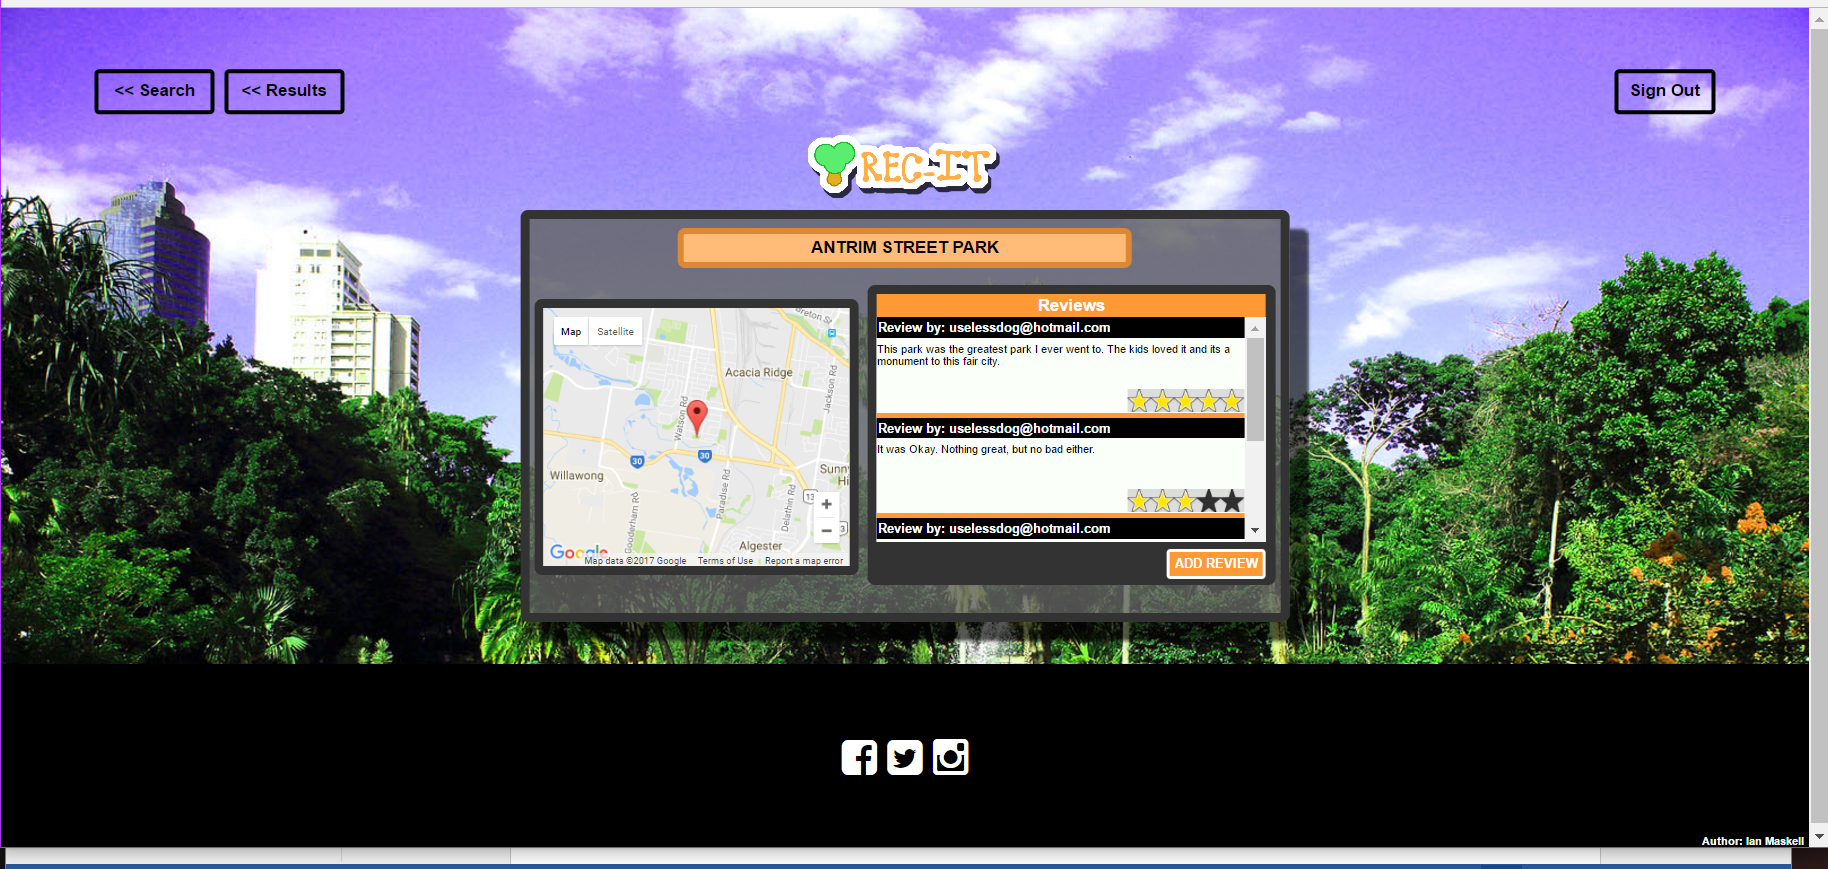 << Search
<< Results
Sign Out
REC-IT
ANTRIM STREET PARK
Map
Satellite
Acacia Ridge
Watson Rd
Jackson Rd
30
30
Willawong
Gooderham Rd
Paradise Rd
Delathin Rd
13
Algester
+
−
Google
Map data ©2017 Google
Terms of Use
Report a map error
Reviews
Review by: uselessdog@hotmail.com
This park was the greatest park I ever went to. The kids loved it and its a
monument to this fair city.
Review by: uselessdog@hotmail.com
It was Okay. Nothing great, but no bad either.
Review by: uselessdog@hotmail.com
ADD REVIEW
Author: Ian Maskell